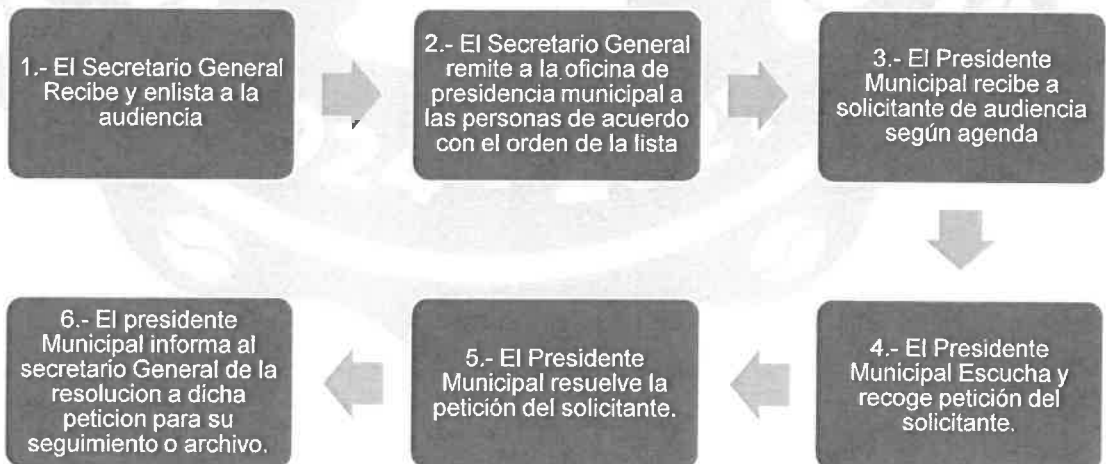 1.- El Secretario General
Recibe y enlista a la
audiencia
2.- El Secretario General
remite a la oficina de
presidencia municipal a
las personas de acuerdo
con el orden de la lista
3.- El Presidente
Municipal recibe a
solicitante de audiencia
según agenda
4.- El Presidente
Municipal Escucha y
recoge petición del
solicitante.
5.- El Presidente
Municipal resuelve la
petición del solicitante.
6.- El presidente
Municipal informa al
secretario General de la
resolucion a dicha
peticion para su
seguimiento o archivo.